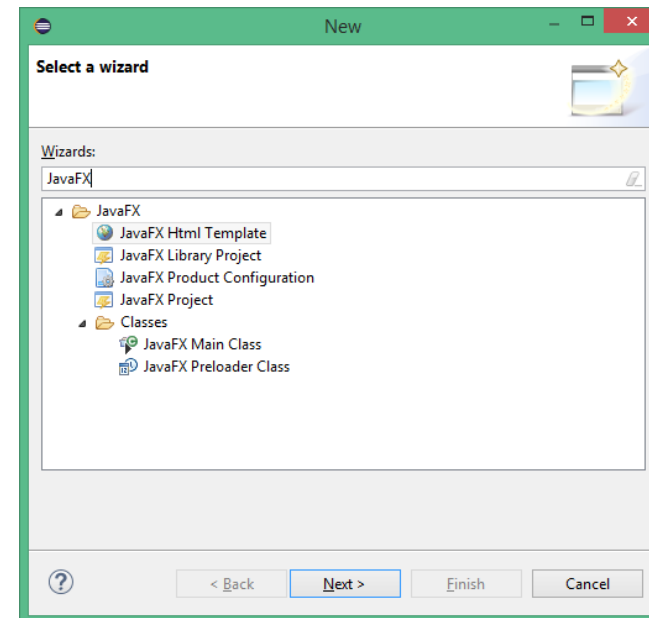 New
Select a wizard
Wizards:
JavaFX
JavaFX
JavaFX Html Template
JavaFX Library Project
JavaFX Product Configuration
JavaFX Project
Classes
JavaFX Main Class
JavaFX Preloader Class
? < Back Next > Finish Cancel